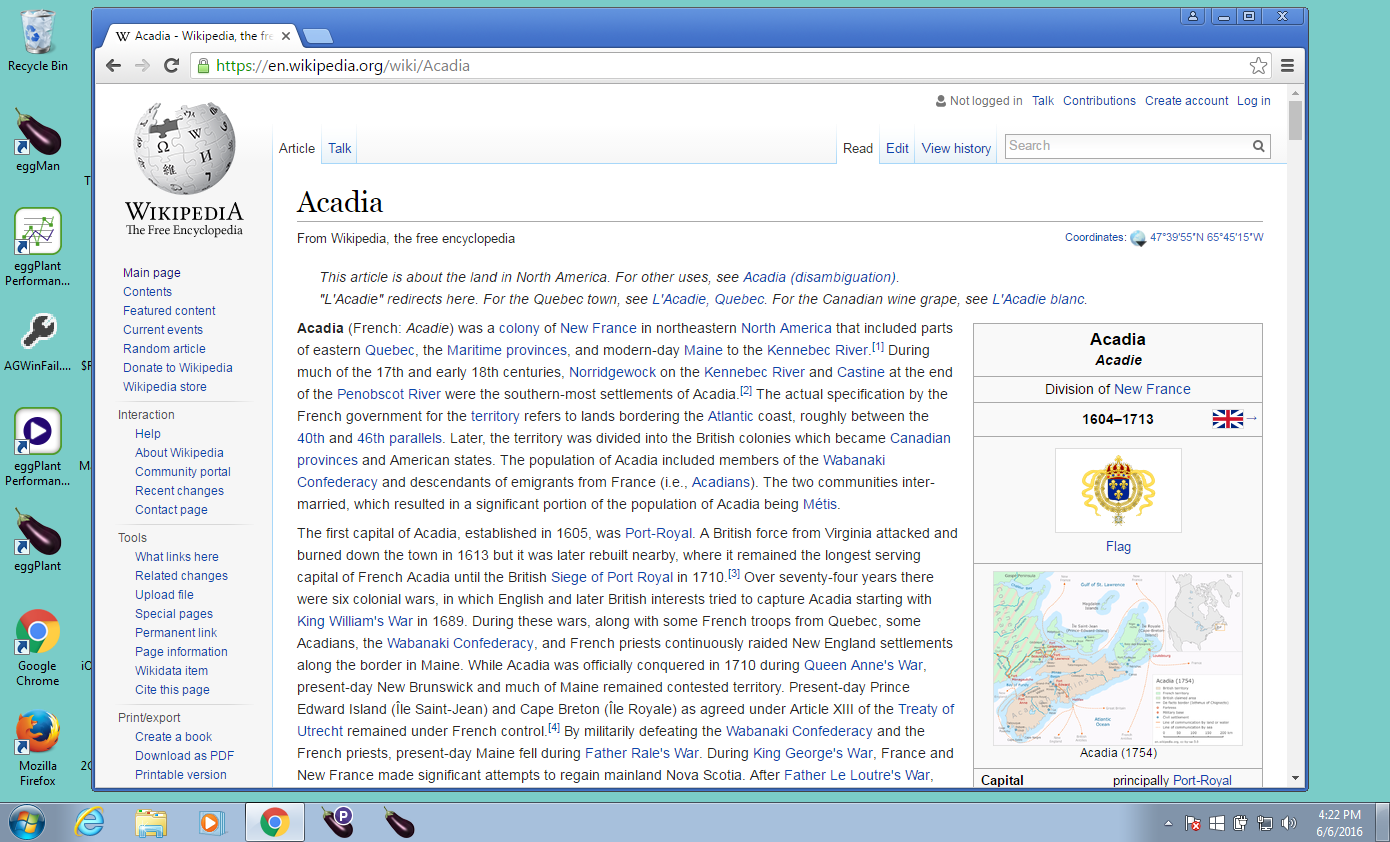 Recycle Bin
eggMan
eggPlant
Performan...
AGWinFail....
eggPlant
Performan...
eggPlant
Google
Chrome
Mozilla
Firefox
Acadia - Wikipedia, the fre
https://en.wikipedia.org/wiki/Acadia
Not logged in Talk Contributions Create account Log in
Article Talk
Read Edit View history
Search
WIKIPEDIA
The Free Encyclopedia
Main page
Contents
Featured content
Current events
Random article
Donate to Wikipedia
Wikipedia store
Interaction
Help
About Wikipedia
Community portal
Recent changes
Contact page
Tools
What links here
Related changes
Upload file
Special pages
Permanent link
Page information
Wikidata item
Cite this page
Print/export
Create a book
Download as PDF
Printable version
Acadia
From Wikipedia, the free encyclopedia
Coordinates: 47°39′55″N 65°45′15″W
This article is about the land in North America. For other uses, see Acadia (disambiguation).
"L'Acadie" redirects here. For the Quebec town, see L'Acadie, Quebec. For the Canadian wine grape, see L'Acadie blanc.
Acadia (French: Acadie) was a colony of New France in northeastern North America that included parts
of eastern Quebec, the Maritime provinces, and modern-day Maine to the Kennebec River.[1] During
much of the 17th and early 18th centuries, Norridgewock on the Kennebec River and Castine at the end
of the Penobscot River were the southern-most settlements of Acadia.[2] The actual specification by the
French government for the territory refers to lands bordering the Atlantic coast, roughly between the
40th and 46th parallels. Later, the territory was divided into the British colonies which became Canadian
provinces and American states. The population of Acadia included members of the Wabanaki
Confederacy and descendants of emigrants from France (i.e., Acadians). The two communities inter-
married, which resulted in a significant portion of the population of Acadia being Métis.
The first capital of Acadia, established in 1605, was Port-Royal. A British force from Virginia attacked and
burned down the town in 1613 but it was later rebuilt nearby, where it remained the longest serving
capital of French Acadia until the British Siege of Port Royal in 1710.[3] Over seventy-four years there
were six colonial wars, in which English and later British interests tried to capture Acadia starting with
King William's War in 1689. During these wars, along with some French troops from Quebec, some
Acadians, the Wabanaki Confederacy, and French priests continuously raided New England settlements
along the border in Maine. While Acadia was officially conquered in 1710 during Queen Anne's War,
present-day New Brunswick and much of Maine remained contested territory. Present-day Prince
Edward Island (Île Saint-Jean) and Cape Breton (Île Royale) as agreed under Article XIII of the Treaty of
Utrecht remained under French control.[4] By militarily defeating the Wabanaki Confederacy and the
French priests, present-day Maine fell during Father Rale's War. During King George's War, France and
New France made significant attempts to regain mainland Nova Scotia. After Father Le Loutre's War,
Acadia
Acadie
Division of New France
1604–1713 →
Flag
Gulf of St. Lawrence
Atlantic
Ocean
Acadia (1754)
Acadia (1754)
Capital principally Port-Royal
4:22 PM
6/6/2016